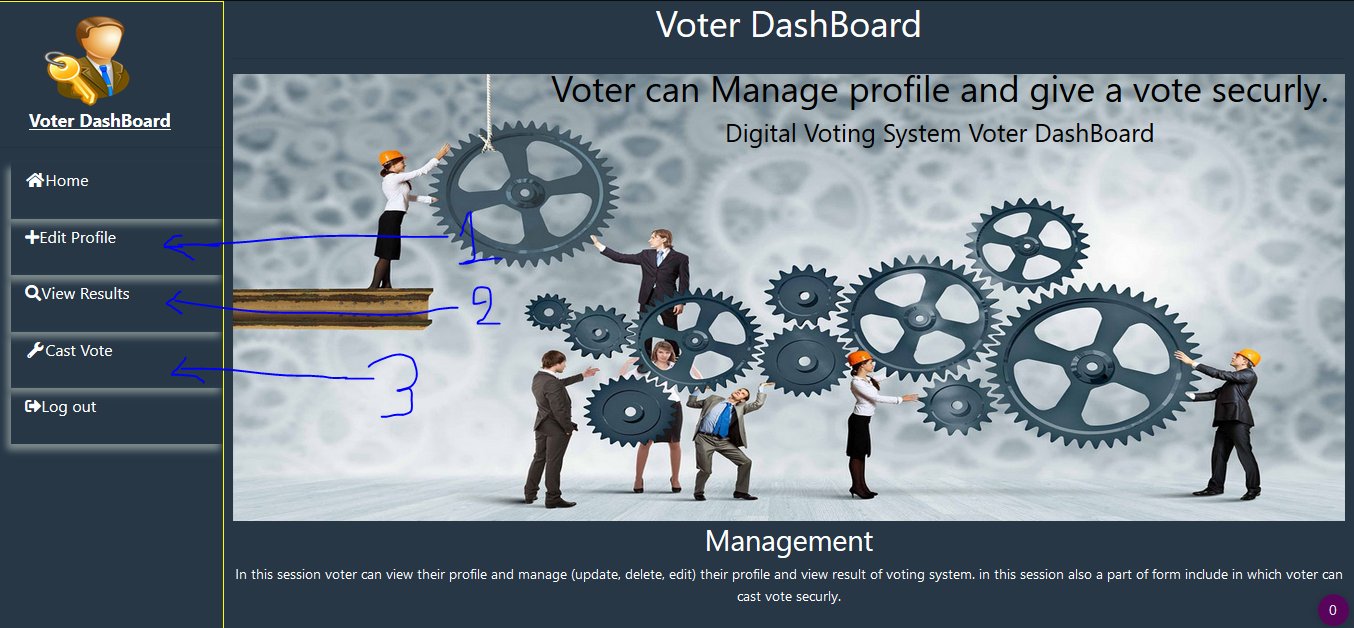 Voter DashBoard
Home
Edit Profile
View Results
Cast Vote
Log out
Voter DashBoard
Voter can Manage profile and give a vote securly.
Digital Voting System Voter DashBoard
1
2
3
Management
In this session voter can view their profile and manage (update, delete, edit) their profile and view result of voting system. in this session also a part of form include in which voter can
cast vote securly.
0